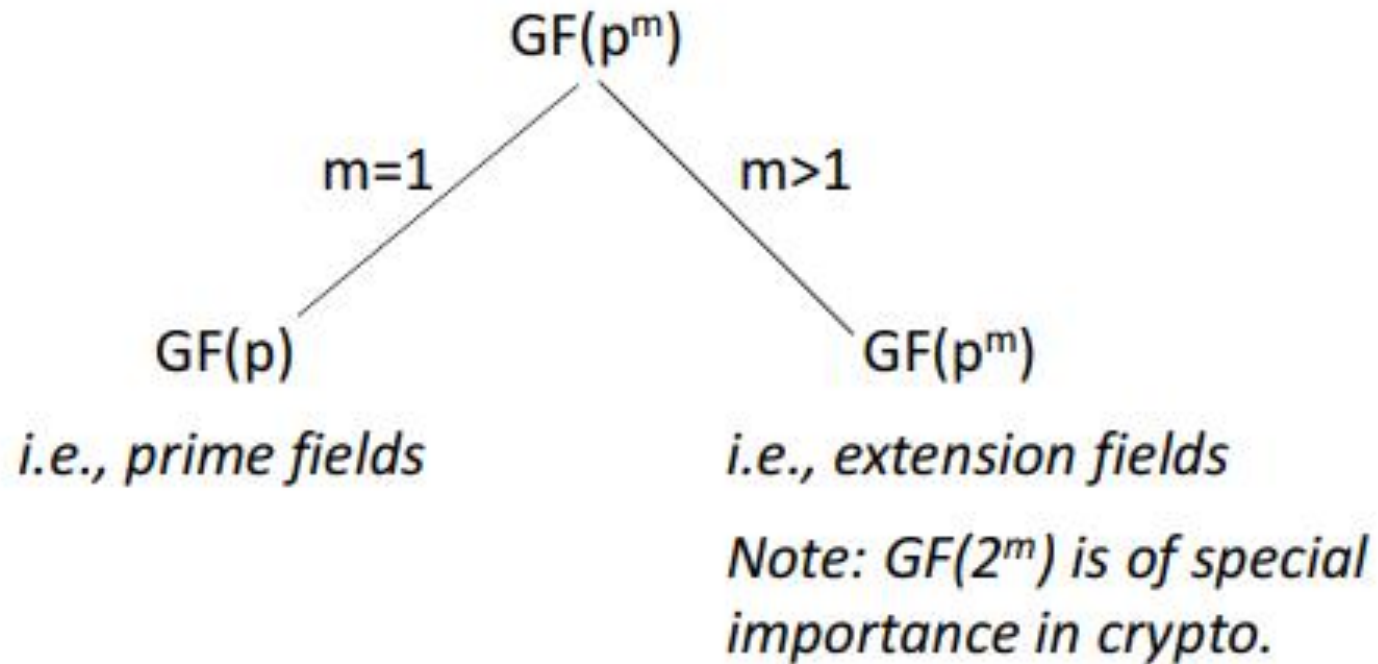 GF(pᵐ)
m=1 m>1
GF(p) GF(pᵐ)
i.e., prime fields i.e., extension fields
Note: GF(2ᵐ) is of special
importance in crypto.